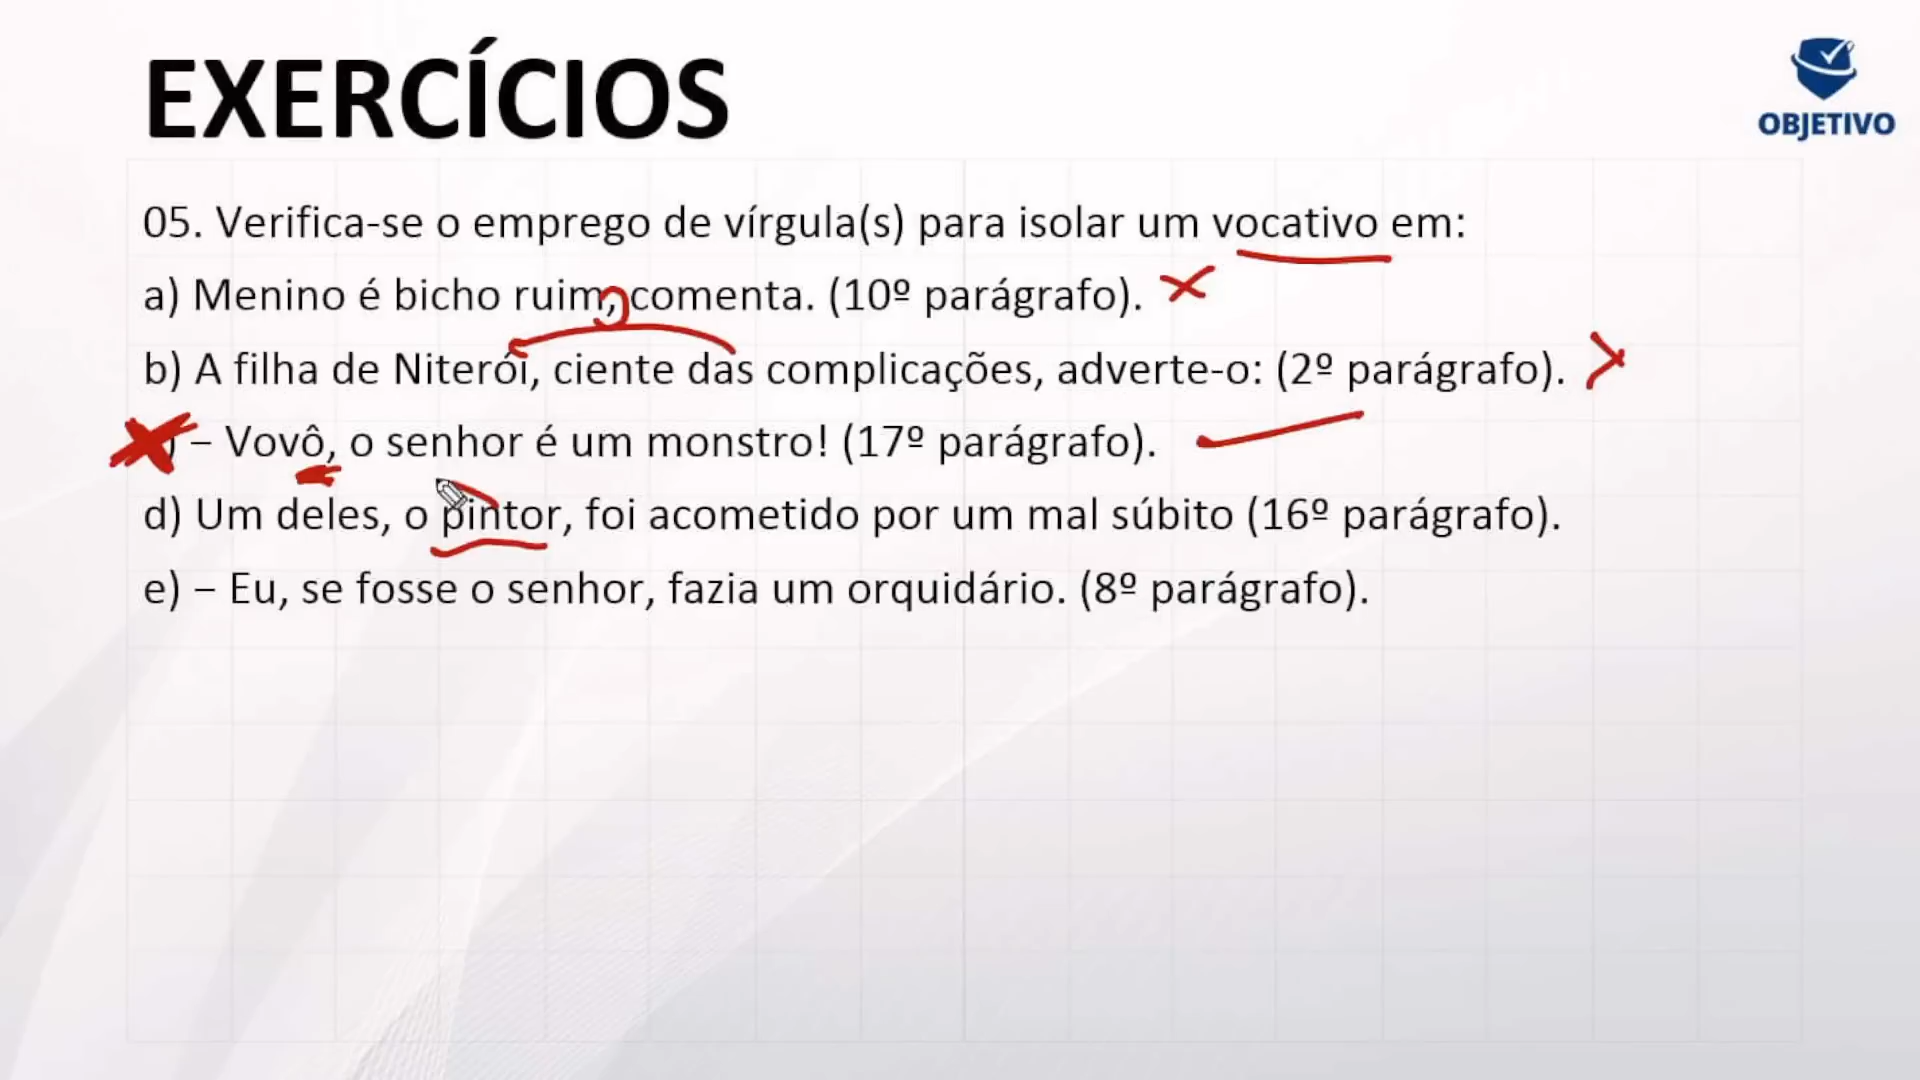 EXERCÍCIOS
OBJETIVO
05. Verifica-se o emprego de vírgula(s) para isolar um vocativo em:
a) Menino é bicho ruim, comenta. (10º parágrafo).
b) A filha de Niterói, ciente das complicações, adverte-o: (2º parágrafo).
) – Vovô, o senhor é um monstro! (17º parágrafo).
d) Um deles, o pintor, foi acometido por um mal súbito (16º parágrafo).
e) – Eu, se fosse o senhor, fazia um orquidário. (8º parágrafo).